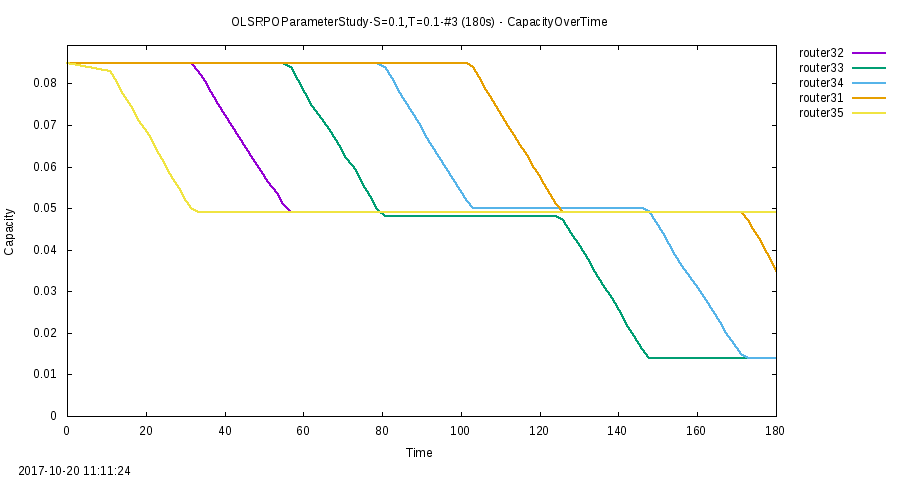 OLSRPOParameterStudy-S=0.1,T=0.1-#3 (180s) - CapacityOverTime
router32
router33
router34
router31
router35
0.08
0.07
0.06
0.05
0.04
0.03
0.02
0.01
0
Capacity
0 20 40 60 80 100 120 140 160 180
Time
2017-10-20 11:11:24